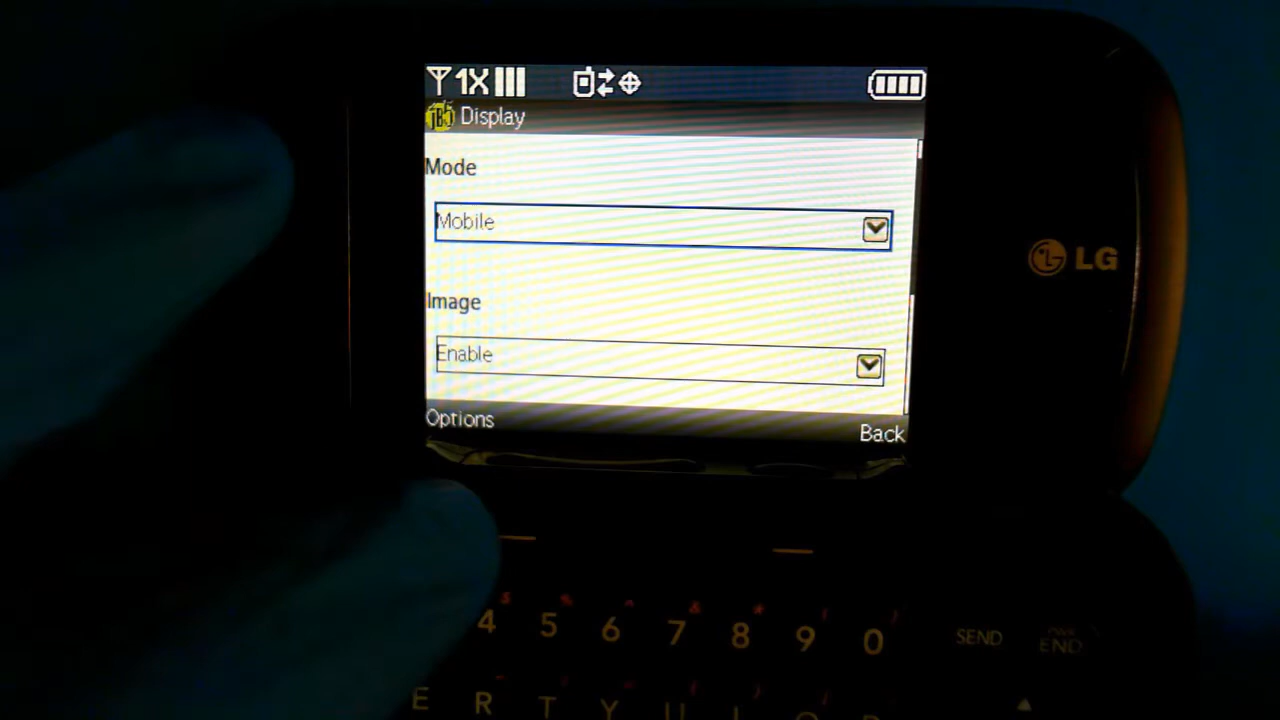 1X
Display
Mode
Mobile
Image
Enable
Options
Back
LG
$ % ^ & * ( )
4 5 6 7 8 9 0
SEND
END
E R T Y U I O P